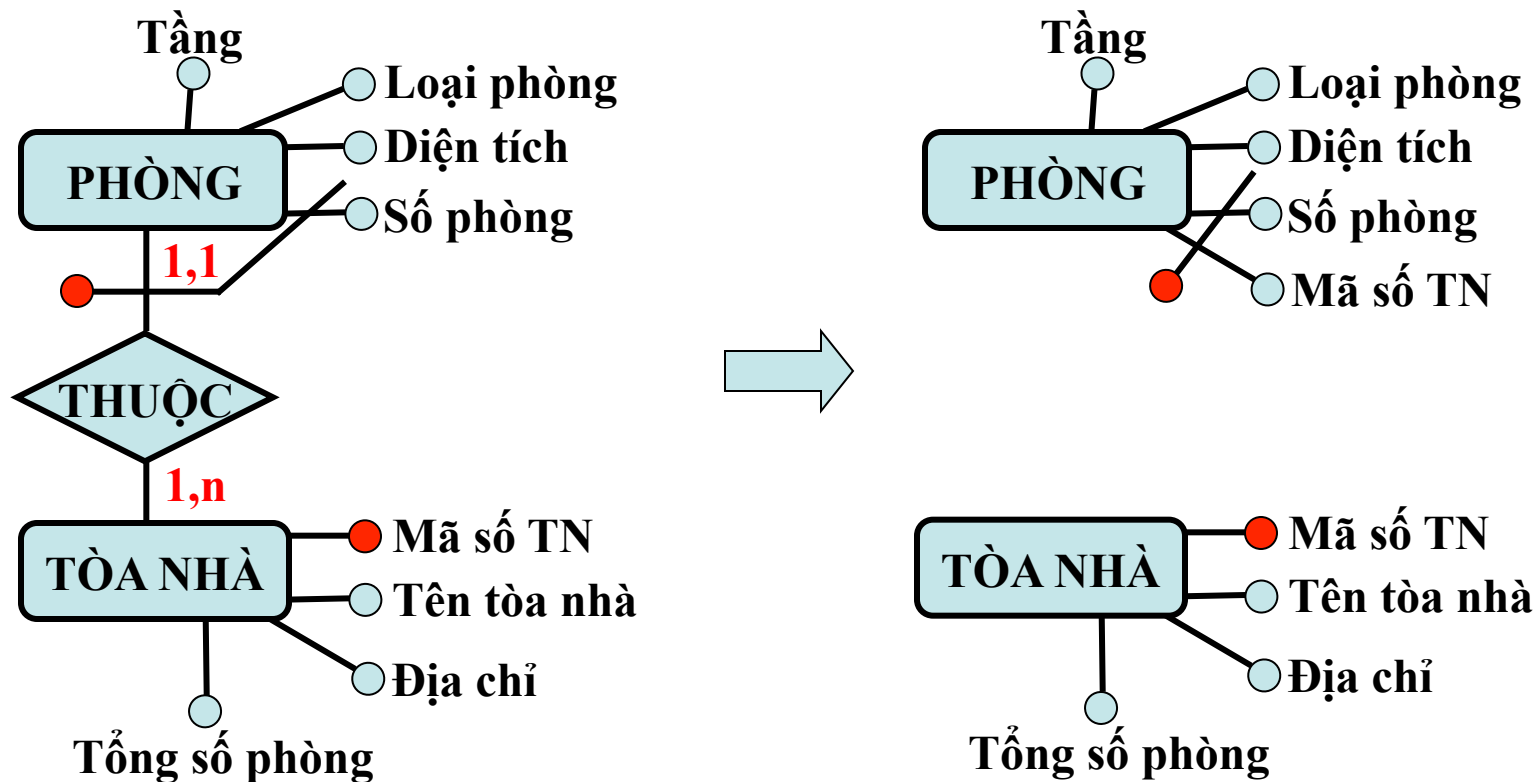 Tầng
Loại phòng
Diện tích
PHÒNG
Số phòng
1,1
THUỘC
1,n
Mã số TN
TÒA NHÀ
Tên tòa nhà
Địa chỉ
Tổng số phòng
Tầng
Loại phòng
Diện tích
PHÒNG
Số phòng
Mã số TN
Mã số TN
TÒA NHÀ
Tên tòa nhà
Địa chỉ
Tổng số phòng